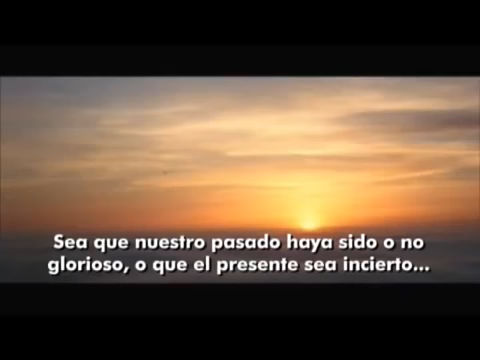 Sea que nuestro pasado haya sido o no
glorioso, o que el presente sea incierto...